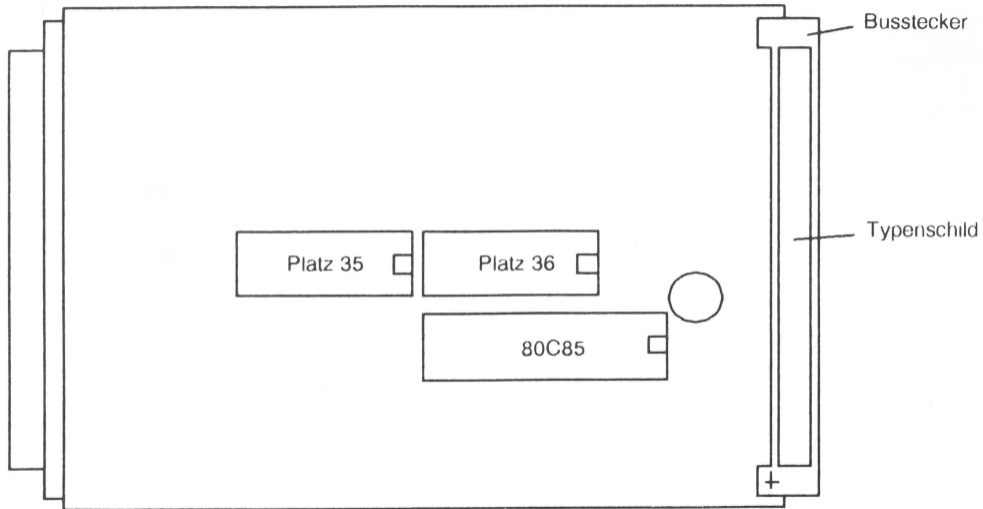 Busstecker
Typenschild
Platz 35
Platz 36
80C85
+